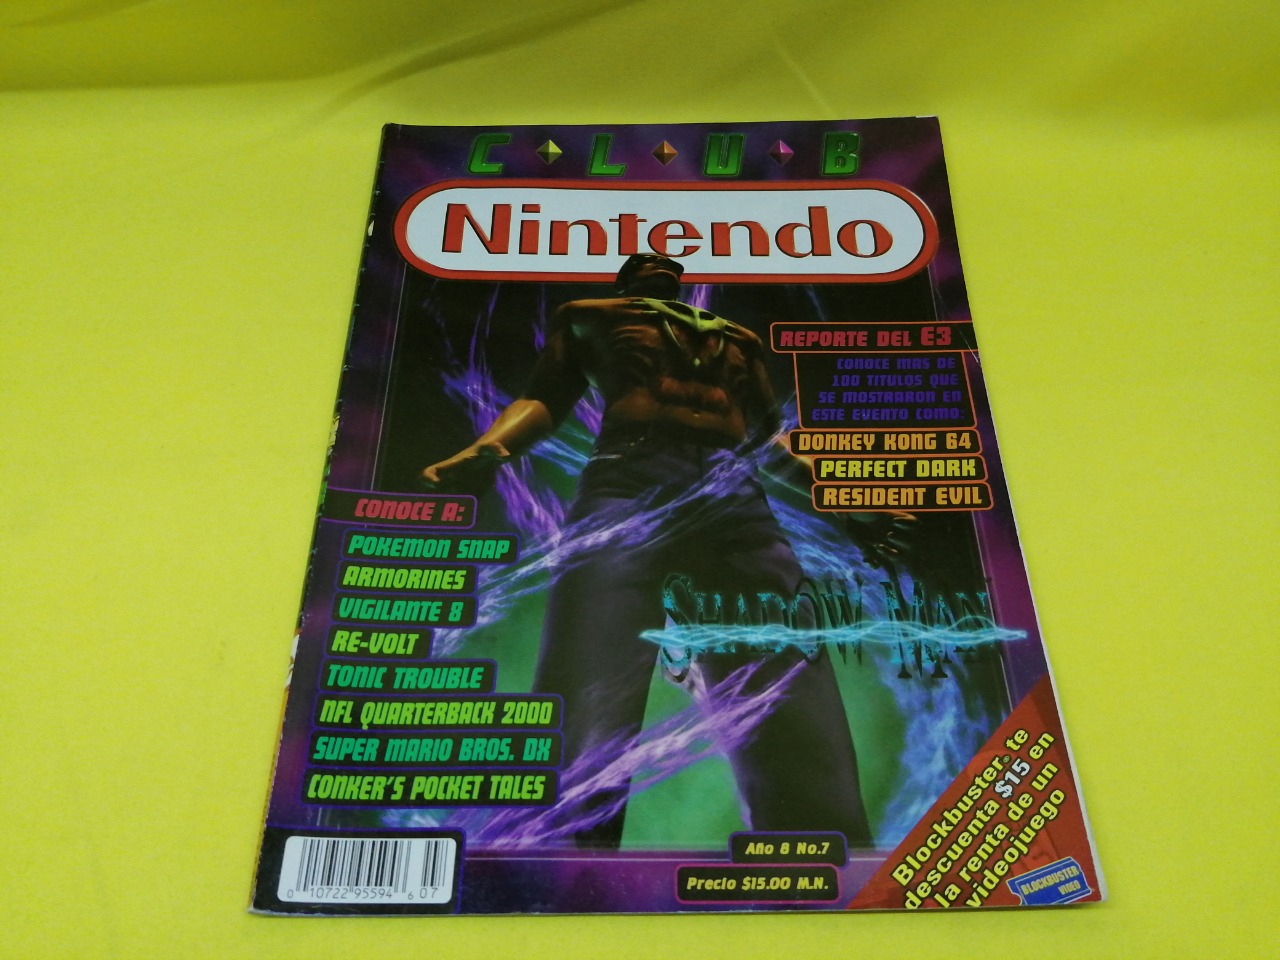 C L U B
Nintendo
REPORTE DEL E3
CONOCE MAS DE
100 TITULOS QUE
SE MOSTRARON EN
ESTE EVENTO COMO:
DONKEY KONG 64
PERFECT DARK
RESIDENT EVIL
CONOCE A:
POKEMON SNAP
ARMORINES
VIGILANTE 8
RE-VOLT
TONIC TROUBLE
NFL QUARTERBACK 2000
SUPER MARIO BROS. DX
CONKER'S POCKET TALES
SHADOW MAN
Blockbuster® te
descuenta $15 en
la renta de un
videojuego
BLOCKBUSTER
VIDEO
Año 8 No.7
Precio $15.00 M.N.
0 10722 95594 6 07